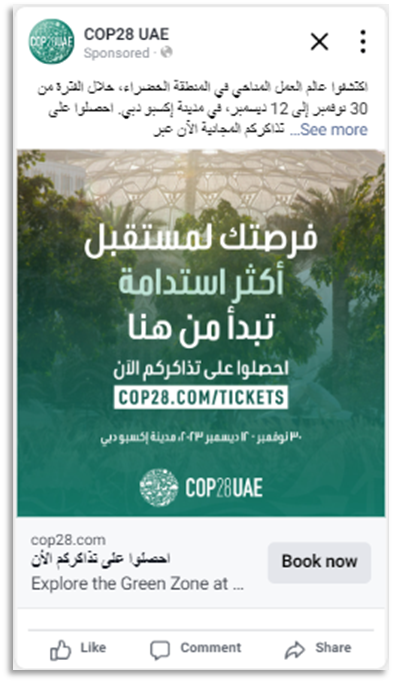 COP28 UAE
COP28UAE
Sponsored ·
اكتشفوا عالم العمل المناخي في المنطقة الخضراء، خلال الفترة من
30 نوفمبر إلى 12 ديسمبر، في مدينة إكسبو دبي. احصلوا على
تذاكركم المجانية الآن عبر ...See more
فرصتك لمستقبل
أكثر استدامة
تبدأ من هنا
احصلوا على تذاكركم الآن
COP28.COM/TICKETS
٣٠ نوفمبر - ١٢ ديسمبر ٢٠٢٣، مدينة إكسبو دبي
COP28UAE
cop28.com
احصلوا على تذاكركم الآن
Explore the Green Zone at ...
Book now
Like
Comment
Share